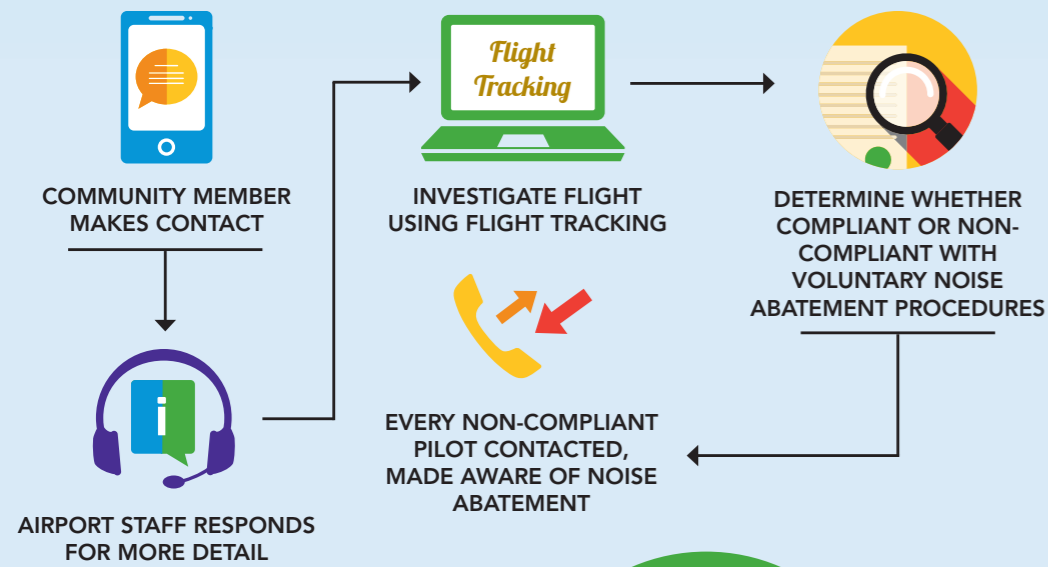 COMMUNITY MEMBER
MAKES CONTACT
i
AIRPORT STAFF RESPONDS
FOR MORE DETAIL
Flight
Tracking
INVESTIGATE FLIGHT
USING FLIGHT TRACKING
DETERMINE WHETHER
COMPLIANT OR NON-
COMPLIANT WITH
VOLUNTARY NOISE
ABATEMENT PROCEDURES
EVERY NON-COMPLIANT
PILOT CONTACTED,
MADE AWARE OF NOISE
ABATEMENT